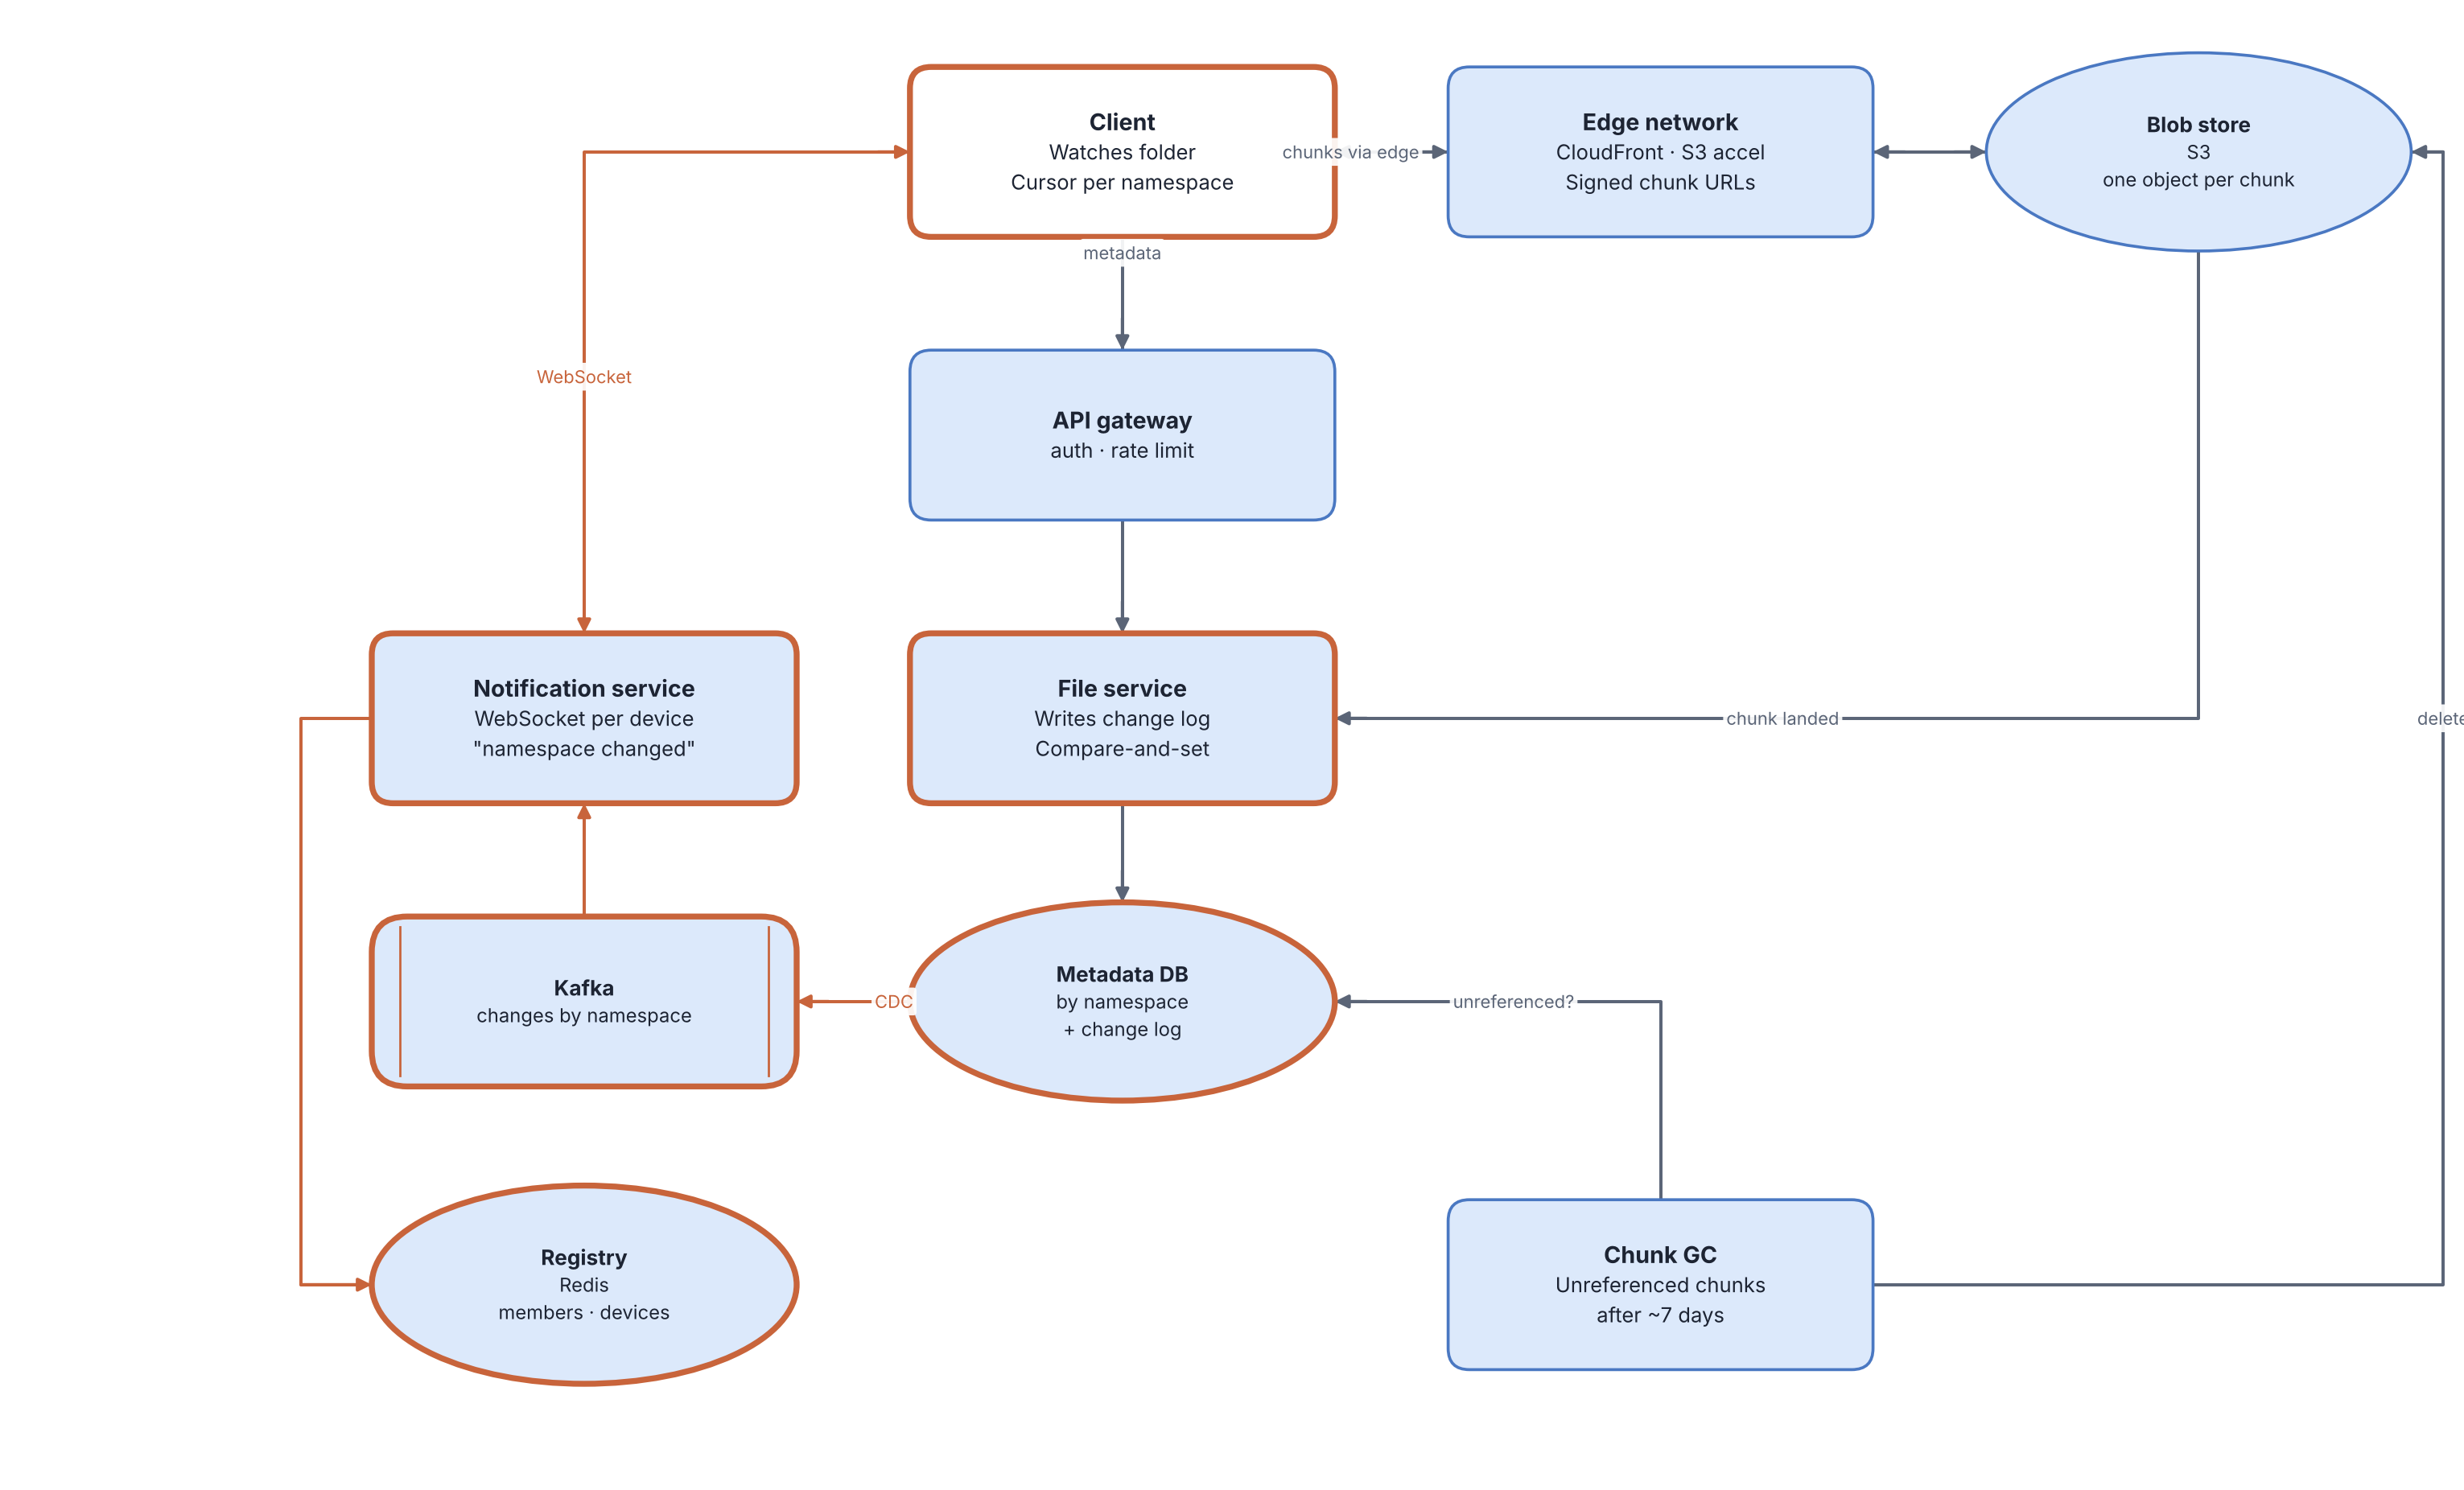 Client
Watches folder
Cursor per namespace
chunks via edge
Edge network
CloudFront · S3 accel
Signed chunk URLs
Blob store
S3
one object per chunk
metadata
WebSocket
API gateway
auth · rate limit
Notification service
WebSocket per device
"namespace changed"
File service
Writes change log
Compare-and-set
chunk landed
delete
Kafka
changes by namespace
CDC
Metadata DB
by namespace
+ change log
unreferenced?
Registry
Redis
members · devices
Chunk GC
Unreferenced chunks
after ~7 days